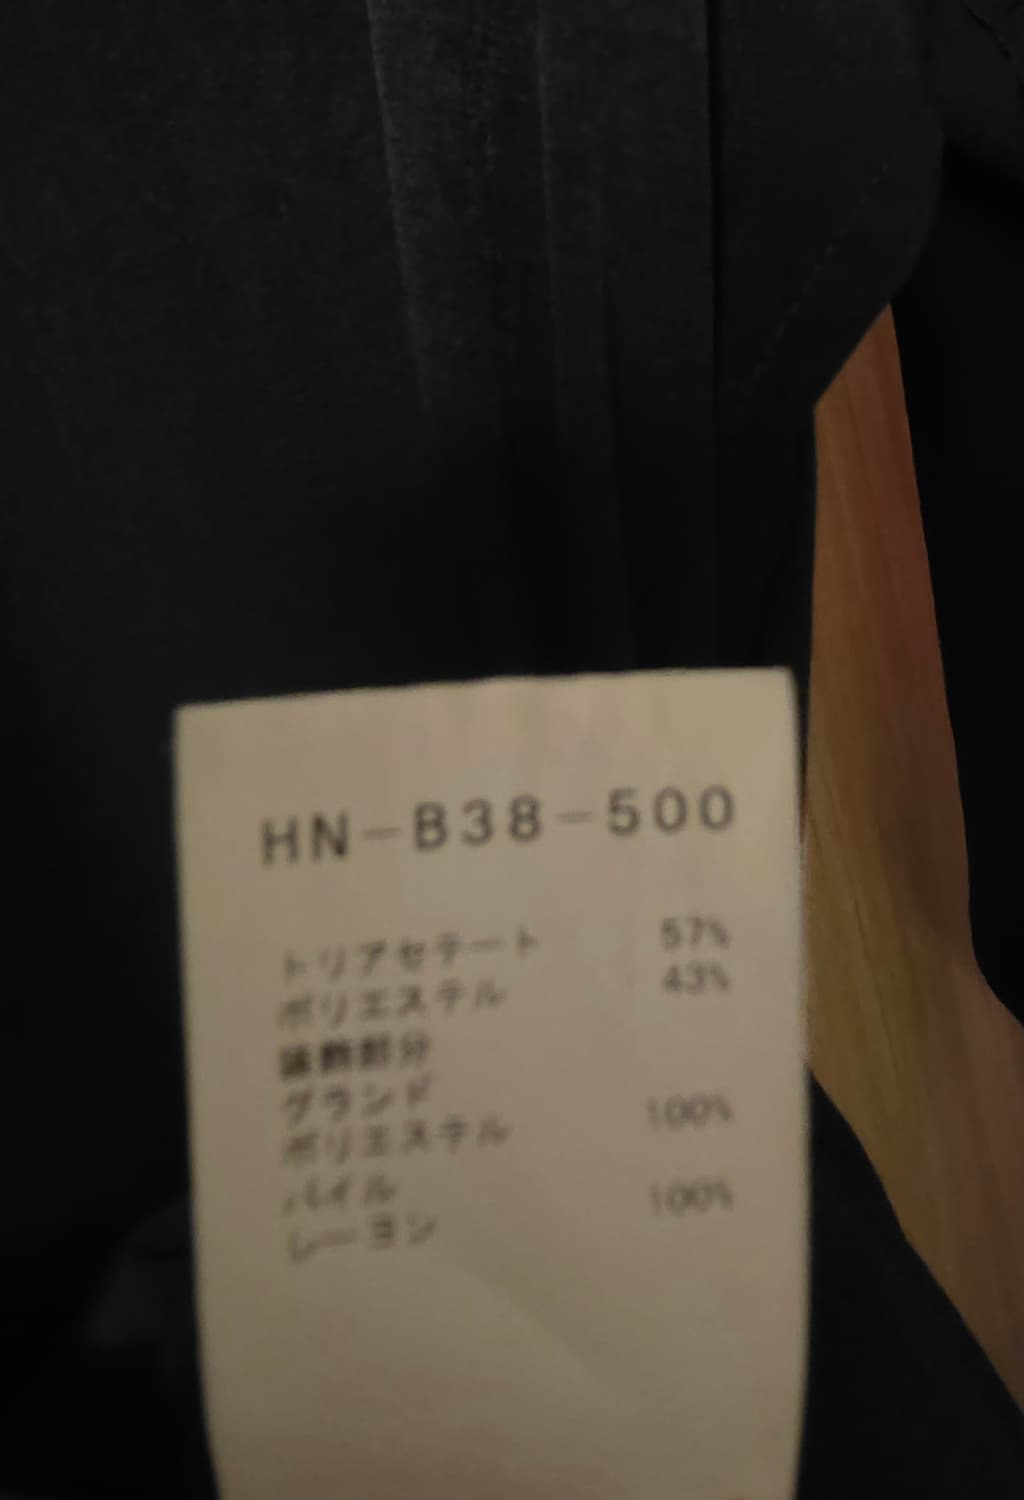 HN-B38-500
トリアセテート 57%
ポリエステル 43%
装飾部分
グランド
ポリエステル 100%
パイル
レーヨン 100%